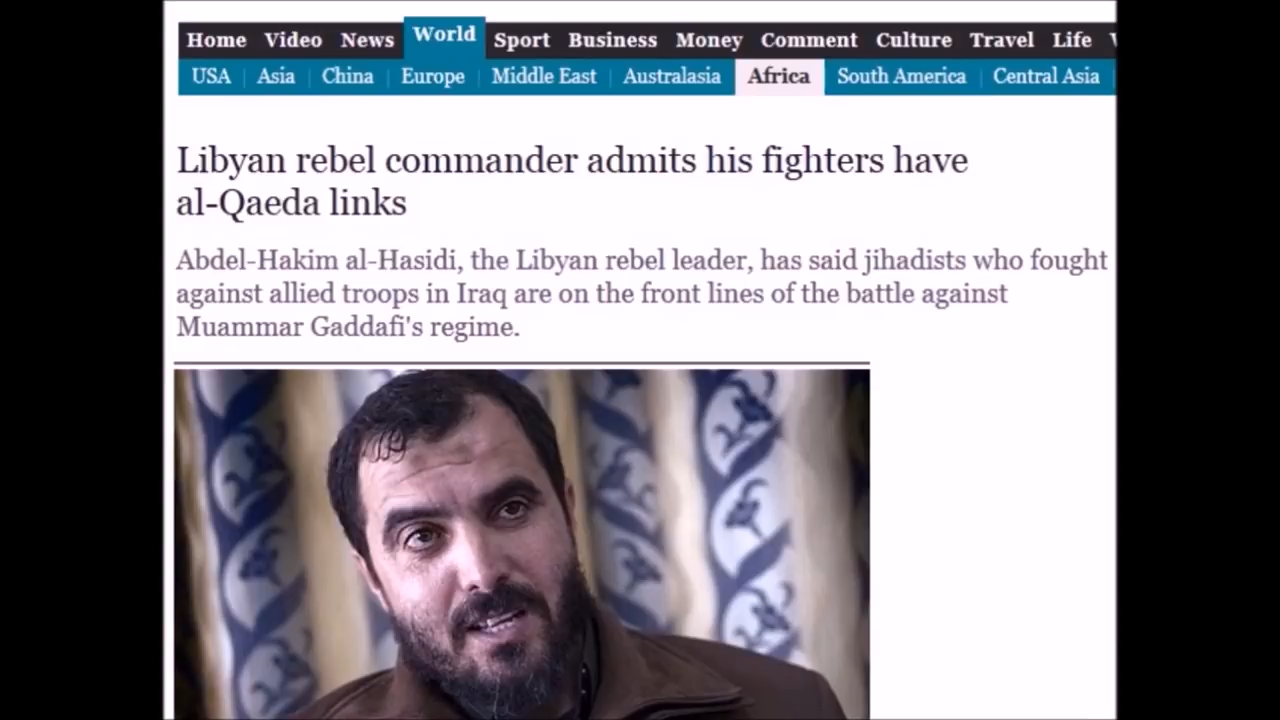 Home Video News World Sport Business Money Comment Culture Travel Life
USA Asia China Europe Middle East Australasia Africa South America Central Asia
Libyan rebel commander admits his fighters have
al-Qaeda links
Abdel-Hakim al-Hasidi, the Libyan rebel leader, has said jihadists who fought
against allied troops in Iraq are on the front lines of the battle against
Muammar Gaddafi's regime.